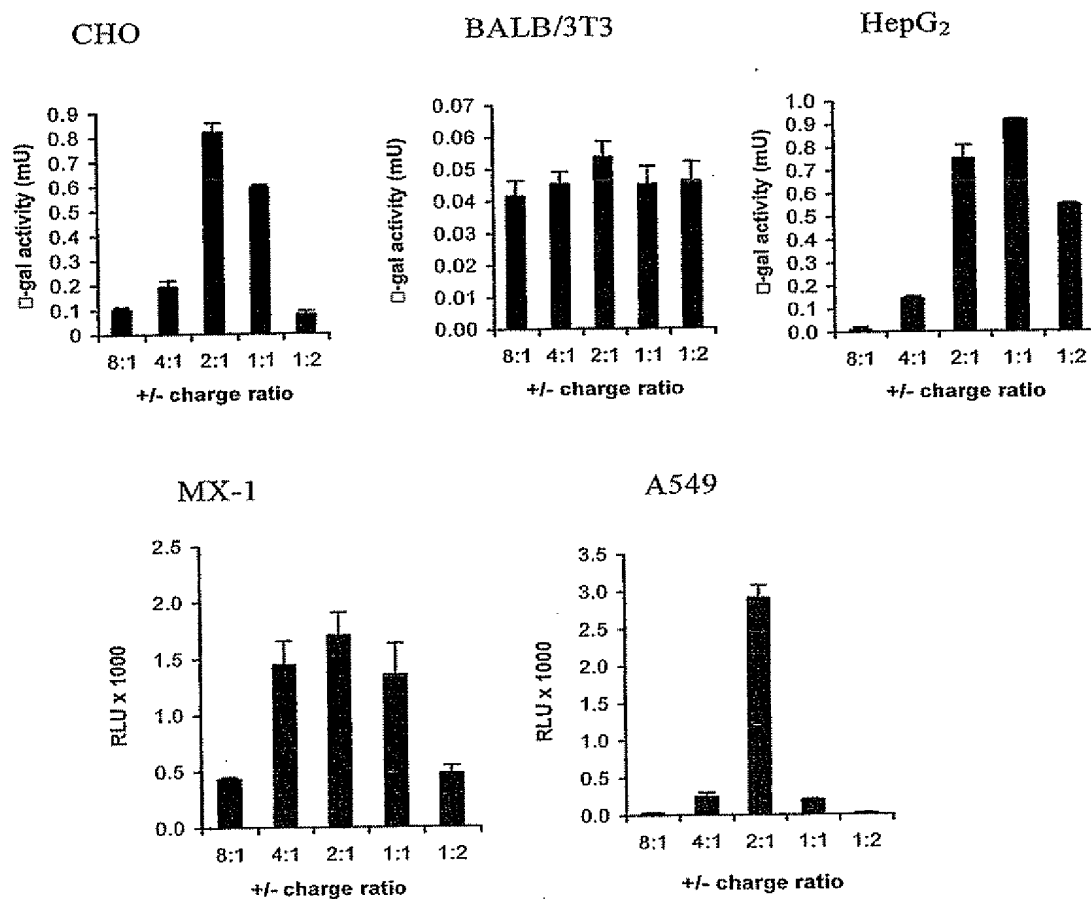 CHO
BALB/3T3
HepG₂
□-gal activity (mU)
0.9
0.8
0.7
0.6
0.5
0.4
0.3
0.2
0.1
0
8:1 4:1 2:1 1:1 1:2
+/- charge ratio
□-gal activity (mU)
0.07
0.06
0.05
0.04
0.03
0.02
0.01
0.00
8:1 4:1 2:1 1:1 1:2
+/- charge ratio
□-gal activity (mU)
1.0
0.9
0.8
0.7
0.6
0.5
0.4
0.3
0.2
0.1
0.0
8:1 4:1 2:1 1:1 1:2
+/- charge ratio
MX-1
A549
RLU x 1000
2.5
2.0
1.5
1.0
0.5
0.0
8:1 4:1 2:1 1:1 1:2
+/- charge ratio
RLU x 1000
3.5
3.0
2.5
2.0
1.5
1.0
0.5
0.0
8:1 4:1 2:1 1:1 1:2
+/- charge ratio